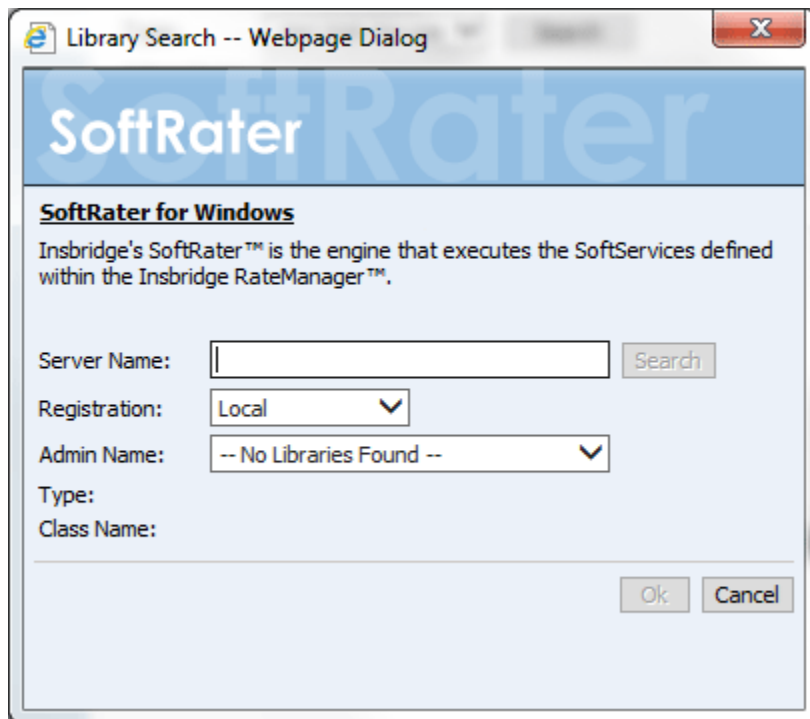 Library Search -- Webpage Dialog
SoftRater
SoftRater
SoftRater for Windows
Insbridge's SoftRater™ is the engine that executes the SoftServices defined
within the Insbridge RateManager™.
Server Name: Search
Registration: Local
Admin Name: -- No Libraries Found --
Type:
Class Name:
Ok Cancel